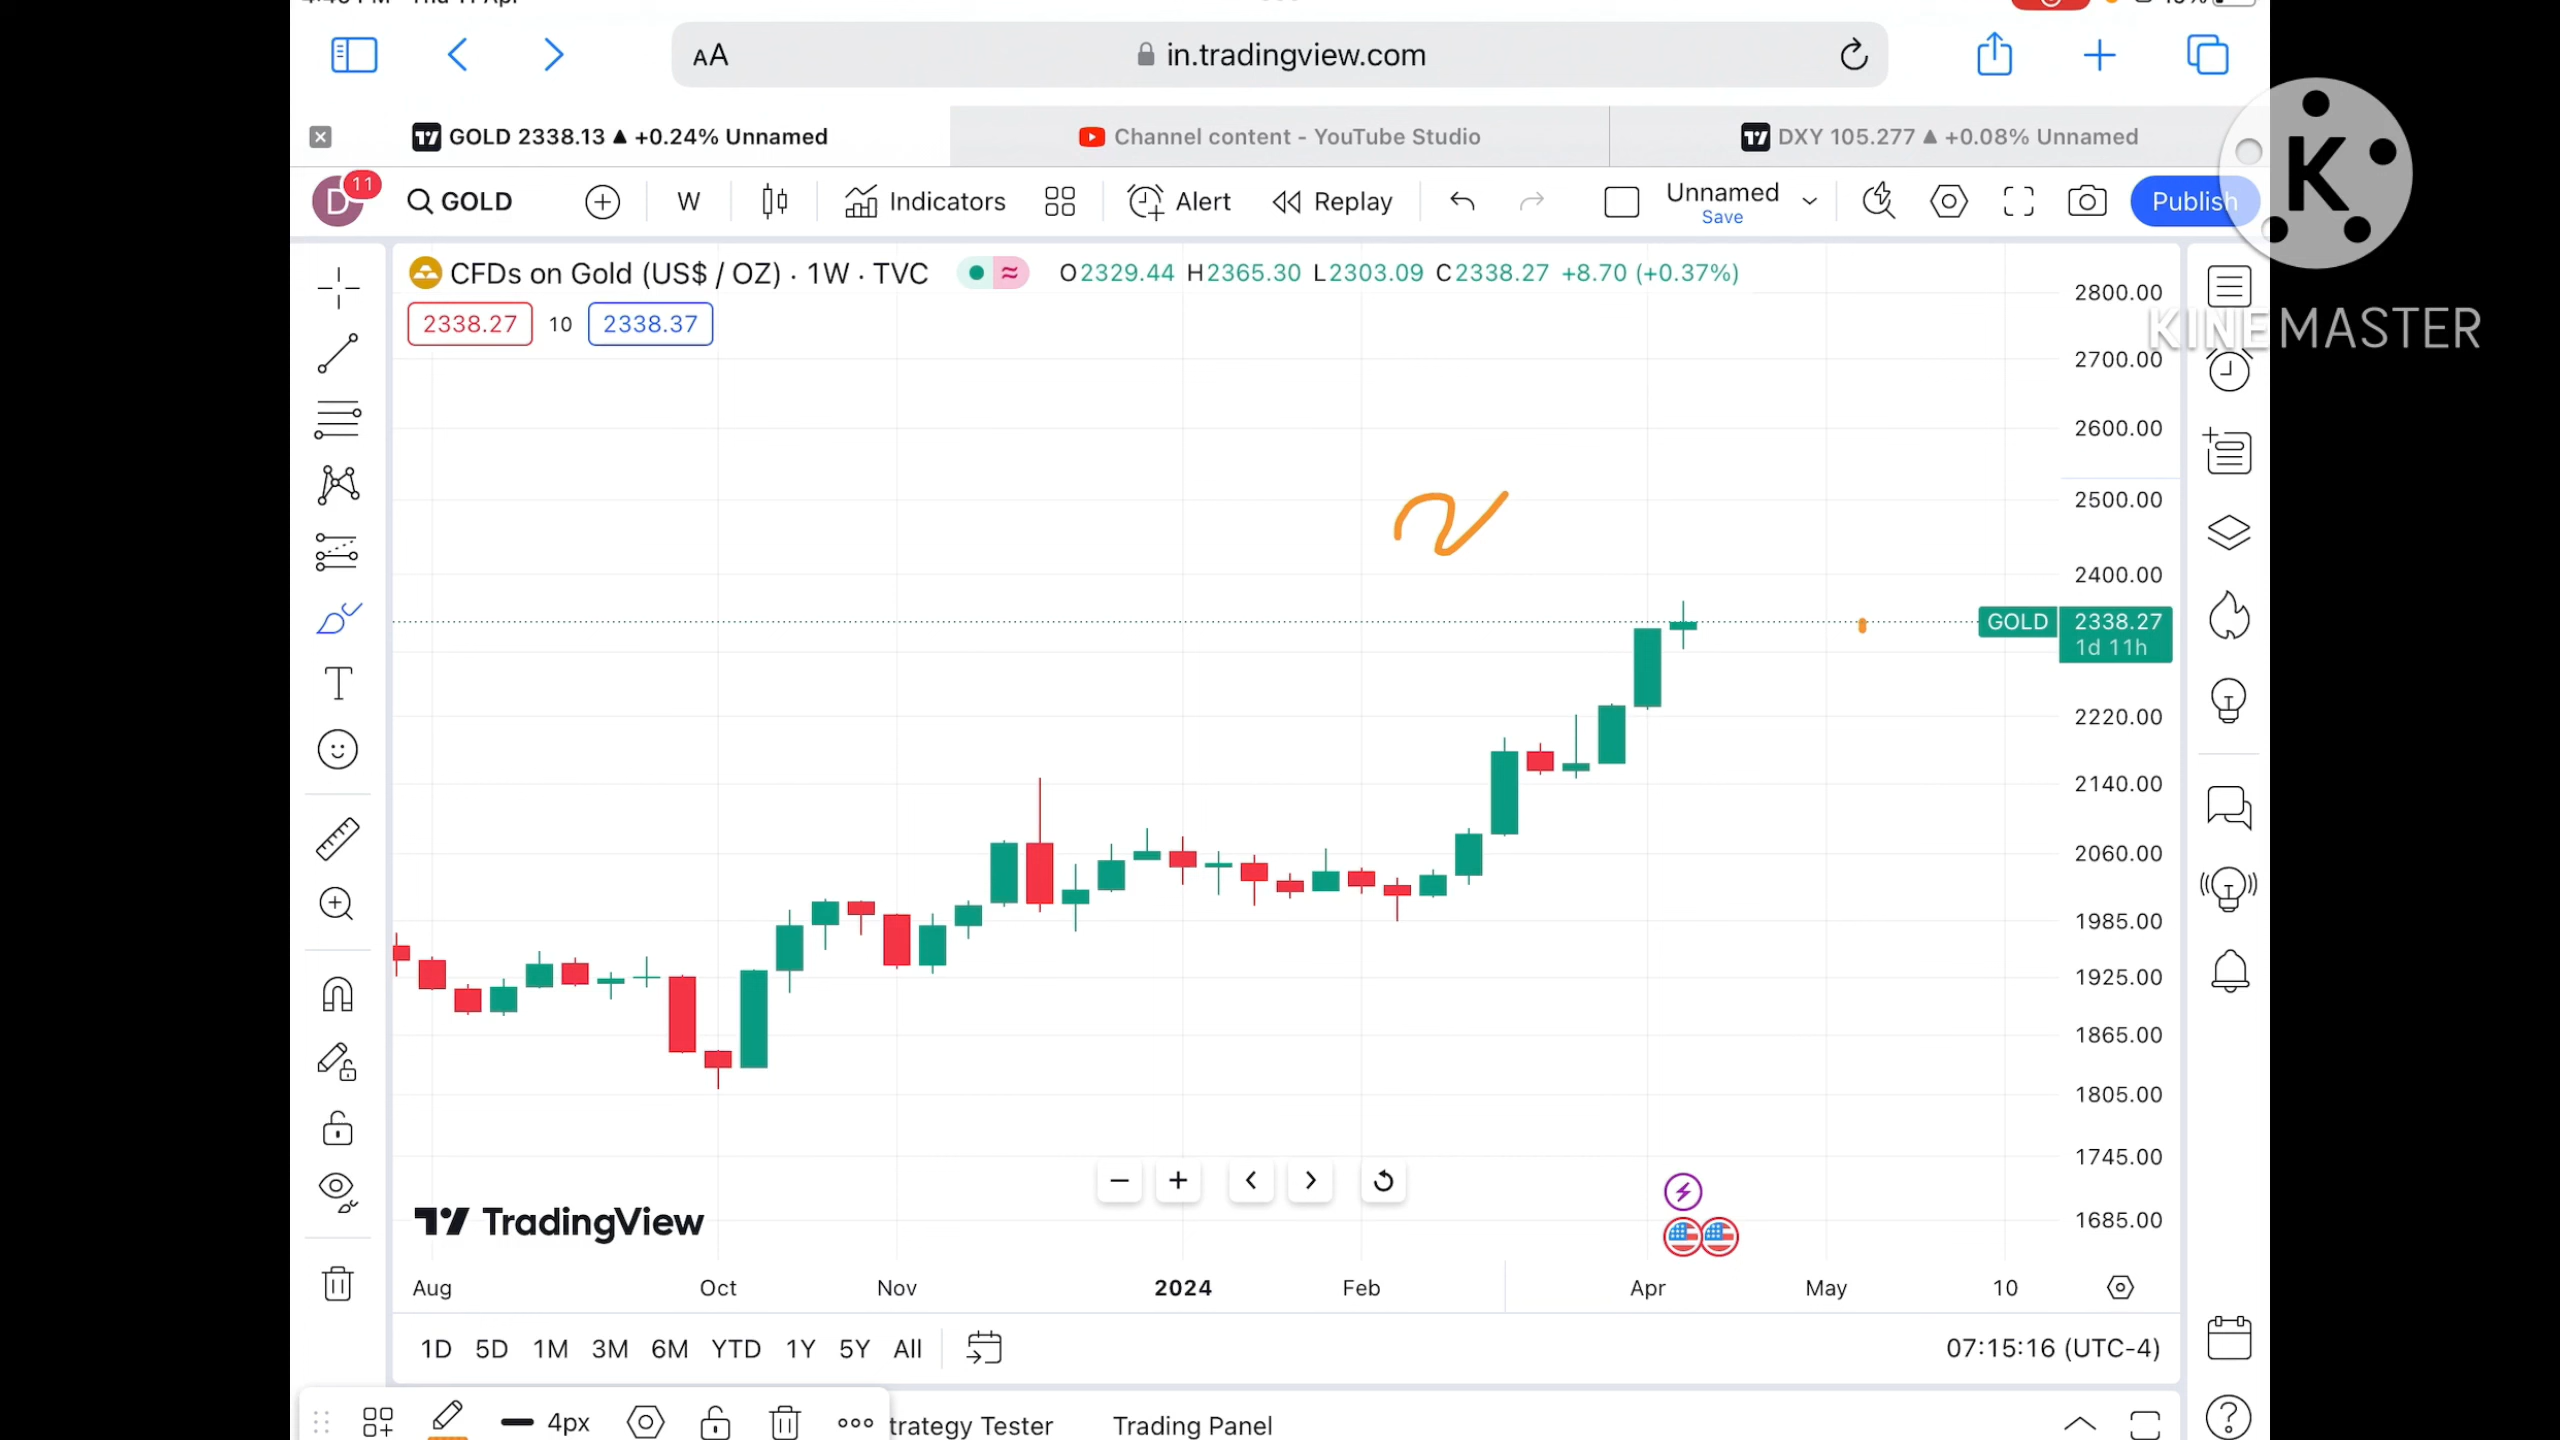 in.tradingview.com
AA
GOLD 2338.13 ▲ +0.24% Unnamed
Channel content - YouTube Studio
DXY 105.277 ▲ +0.08% Unnamed
D 11
GOLD
W
Indicators
Alert
Replay
Unnamed
Save
Publish
K
KINEMASTER
CFDs on Gold (US$ / OZ) · 1W · TVC
O2329.44 H2365.30 L2303.09 C2338.27 +8.70 (+0.37%)
2338.27 10 2338.37
2800.00
2700.00
2600.00
2500.00
2400.00
GOLD 2338.27
1d 11h
2220.00
2140.00
2060.00
1985.00
1925.00
1865.00
1805.00
1745.00
1685.00
TradingView
Aug Oct Nov 2024 Feb Apr May 10
1D 5D 1M 3M 6M YTD 1Y 5Y All
07:15:16 (UTC-4)
4px
trategy Tester
Trading Panel